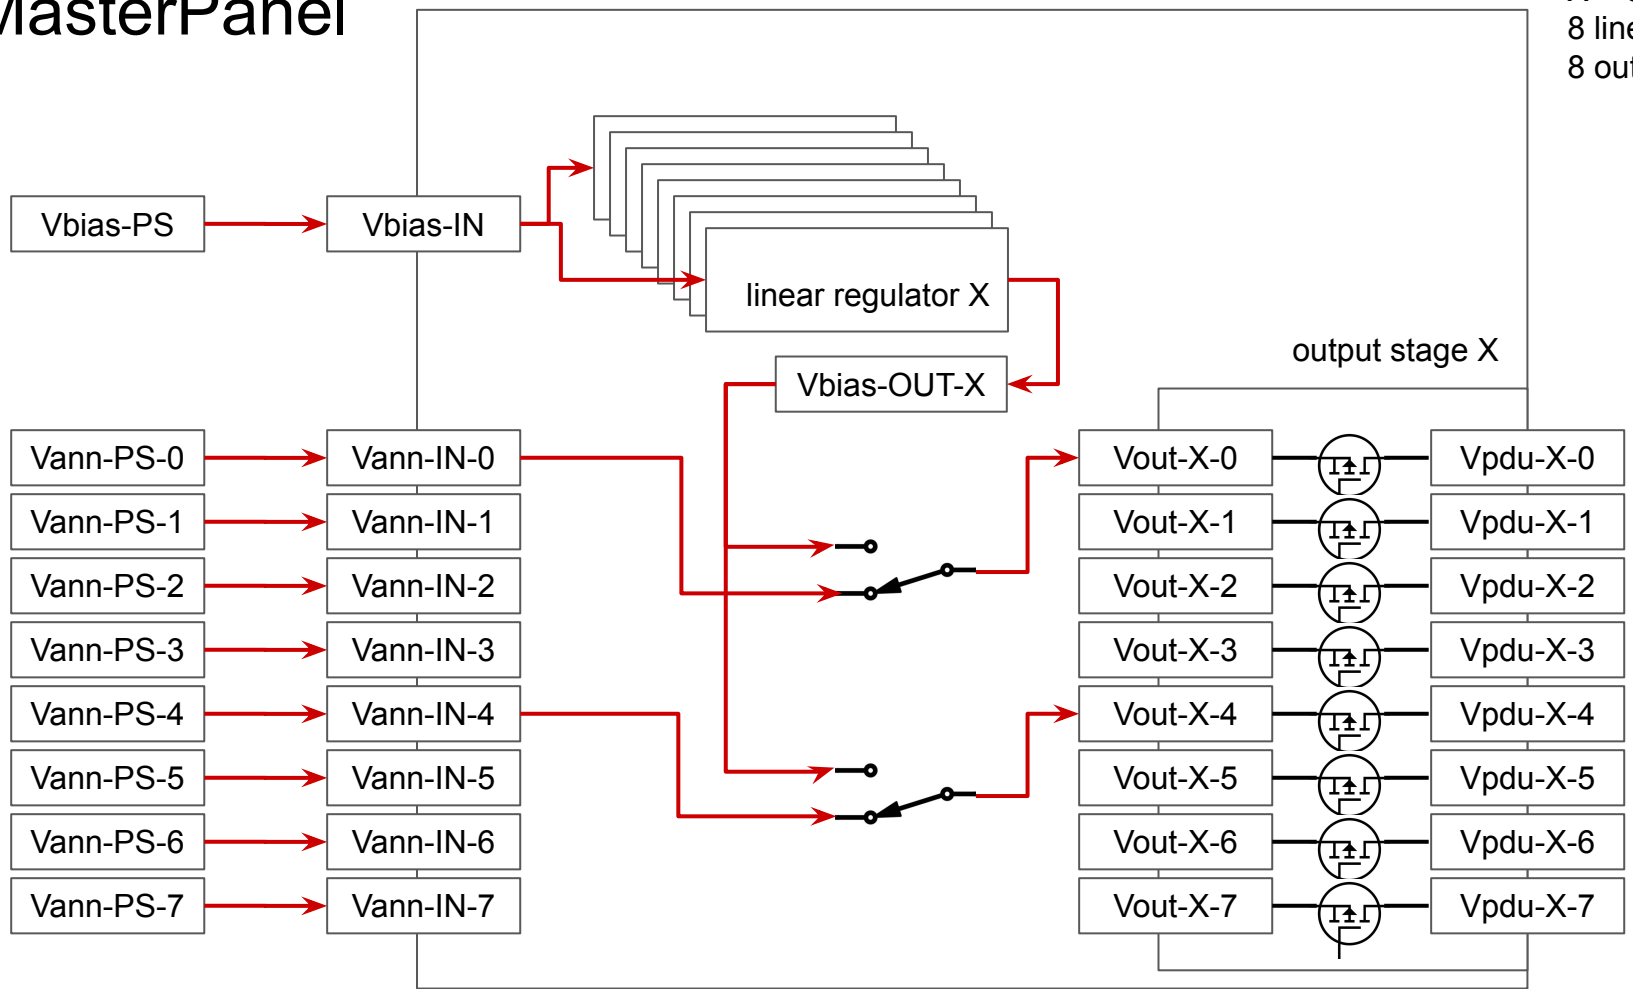 MasterPanel
8
8
Vbias-PS
Vbias-IN
linear regulator X
Vbias-OUT-X
output stage X
Vann-PS-0
Vann-IN-0
Vout-X-0
Vpdu-X-0
Vann-PS-1
Vann-IN-1
Vout-X-1
Vpdu-X-1
Vann-PS-2
Vann-IN-2
Vout-X-2
Vpdu-X-2
Vann-PS-3
Vann-IN-3
Vout-X-3
Vpdu-X-3
Vann-PS-4
Vann-IN-4
Vout-X-4
Vpdu-X-4
Vann-PS-5
Vann-IN-5
Vout-X-5
Vpdu-X-5
Vann-PS-6
Vann-IN-6
Vout-X-6
Vpdu-X-6
Vann-PS-7
Vann-IN-7
Vout-X-7
Vpdu-X-7